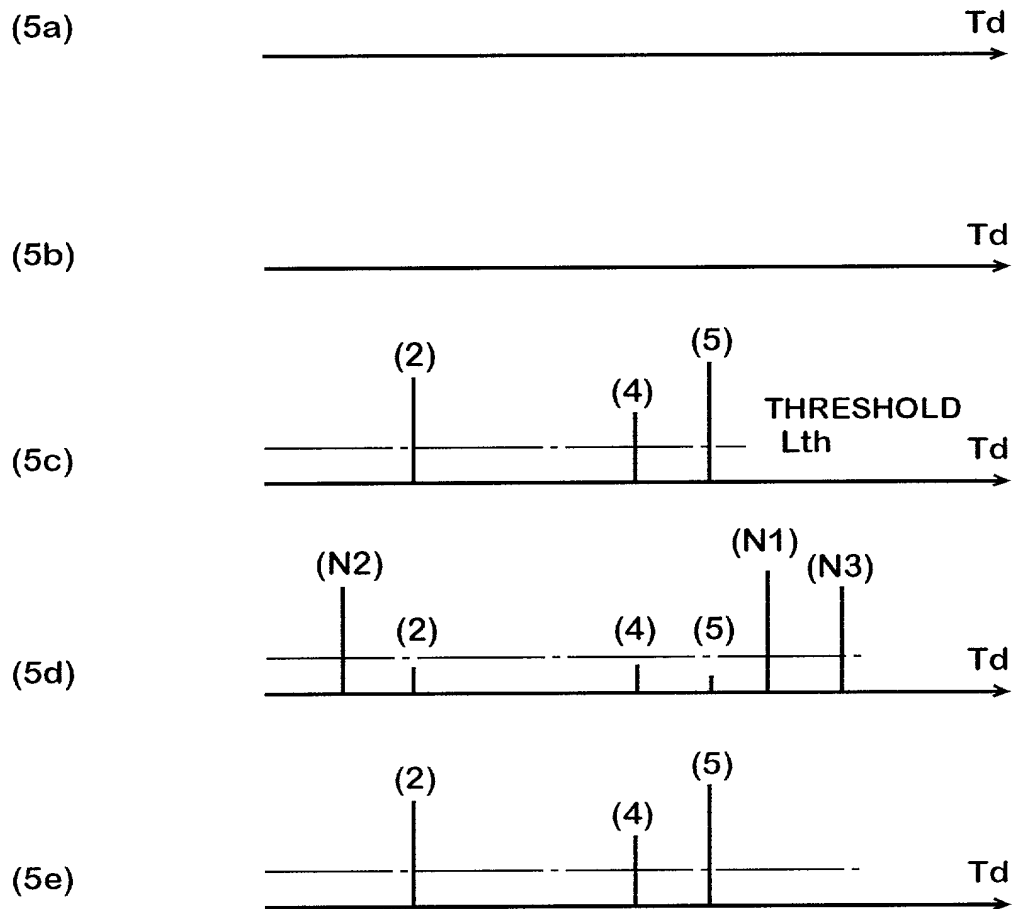 (5a) Td
(5b) Td
(2) (4) (5)
THRESHOLD
Lth
(5c) Td
(N2) (N1) (N3)
(2) (4) (5)
(5d) Td
(2) (4) (5)
(5e) Td